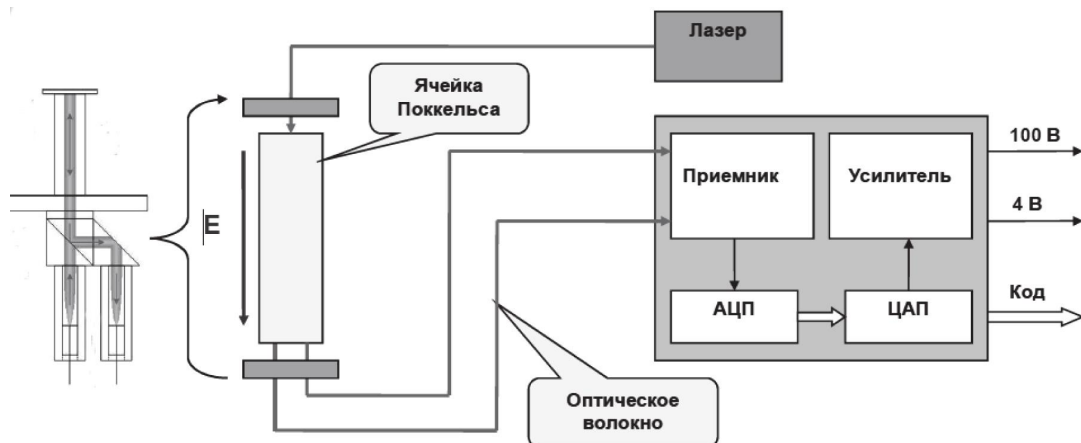 Лазер
Ячейка
Поккельса
E
Приемник
Усилитель
100 В
4 В
АЦП
ЦАП
Код
Оптическое
волокно